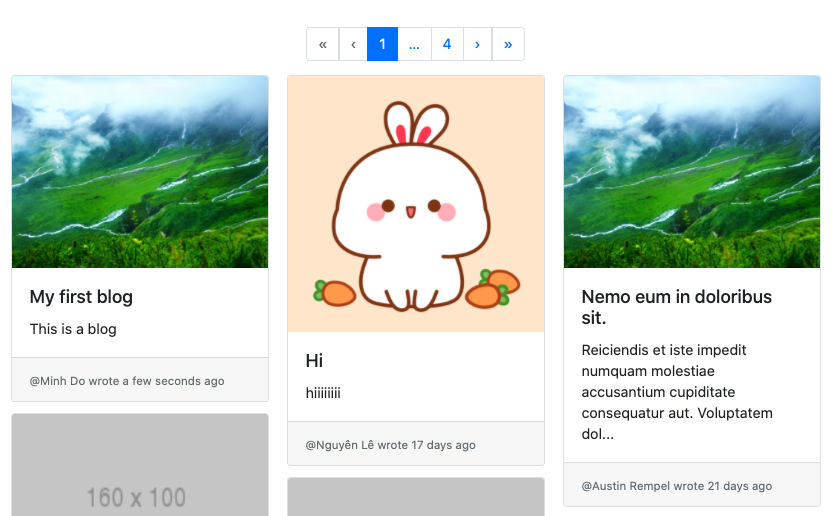 « ‹ 1 ... 4 › »
My first blog
This is a blog
@Minh Do wrote a few seconds ago
160 x 100
Hi
hiiiiiiii
@Nguyên Lê wrote 17 days ago
Nemo eum in doloribus
sit.
Reiciendis et iste impedit
numquam molestiae
accusantium cupiditate
consequatur aut. Voluptatem
dol...
@Austin Rempel wrote 21 days ago